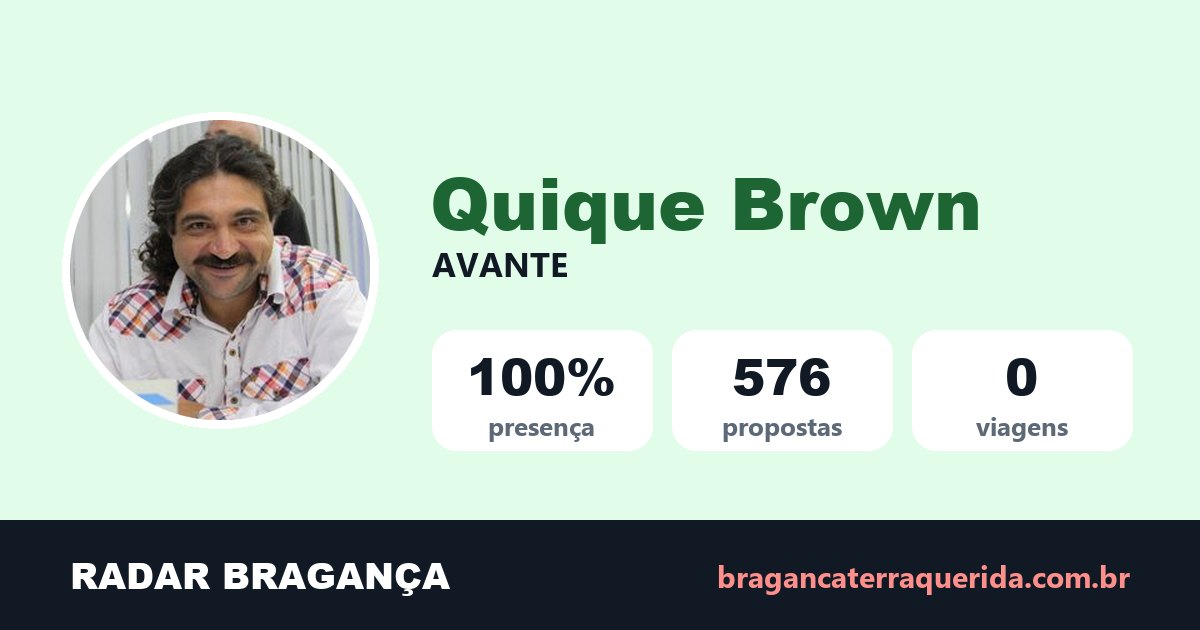 Quique Brown
AVANTE
100%
presença
576
propostas
0
viagens
RADAR BRAGANÇA
bragancaterraquerida.com.br